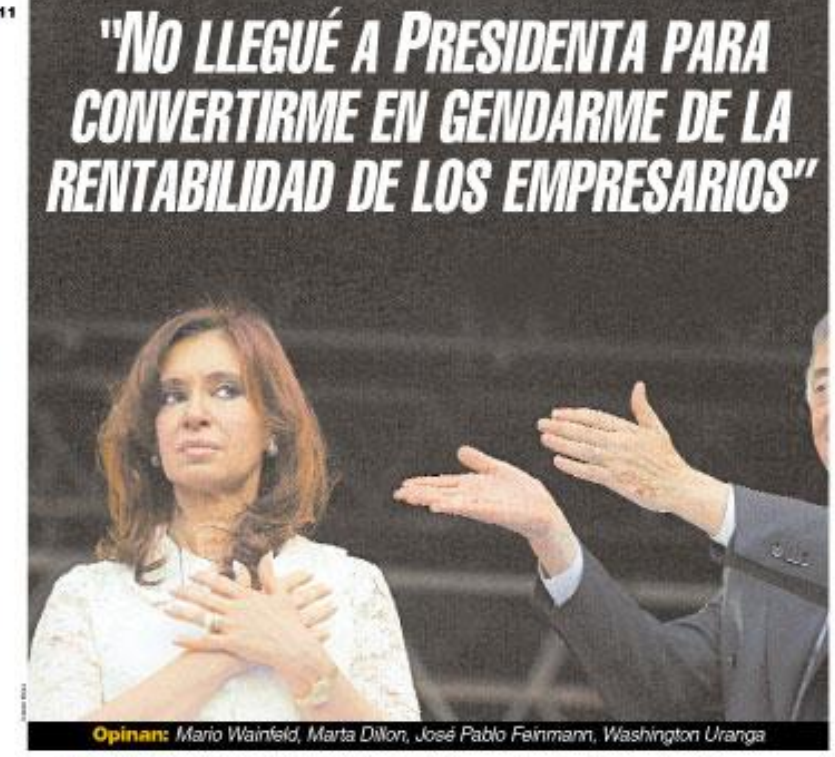 11
"NO LLEGUÉ A PRESIDENTA PARA
CONVERTIRME EN GENDARME DE LA
RENTABILIDAD DE LOS EMPRESARIOS"
Opinan: Mario Wainfeld, Marta Dillon, José Pablo Feinmann, Washington Uranga